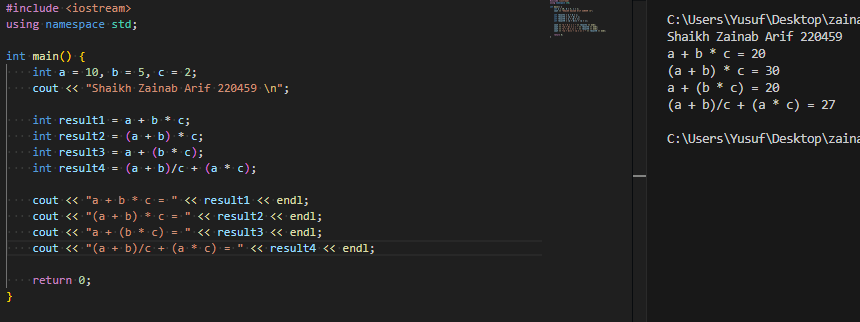 #include <iostream>
using namespace std;
int main() {
int a = 10, b = 5, c = 2;
cout << "Shaikh Zainab Arif 220459 \n";
int result1 = a + b * c;
int result2 = (a + b) * c;
int result3 = a + (b * c);
int result4 = (a + b)/c + (a * c);
cout << "a + b * c = " << result1 << endl;
cout << "(a + b) * c = " << result2 << endl;
cout << "a + (b * c) = " << result3 << endl;
cout << "(a + b)/c + (a * c) = " << result4 << endl;
return 0;
}
C:\Users\Yusuf\Desktop\zaina
Shaikh Zainab Arif 220459
a + b * c = 20
(a + b) * c = 30
a + (b * c) = 20
(a + b)/c + (a * c) = 27
C:\Users\Yusuf\Desktop\zaina